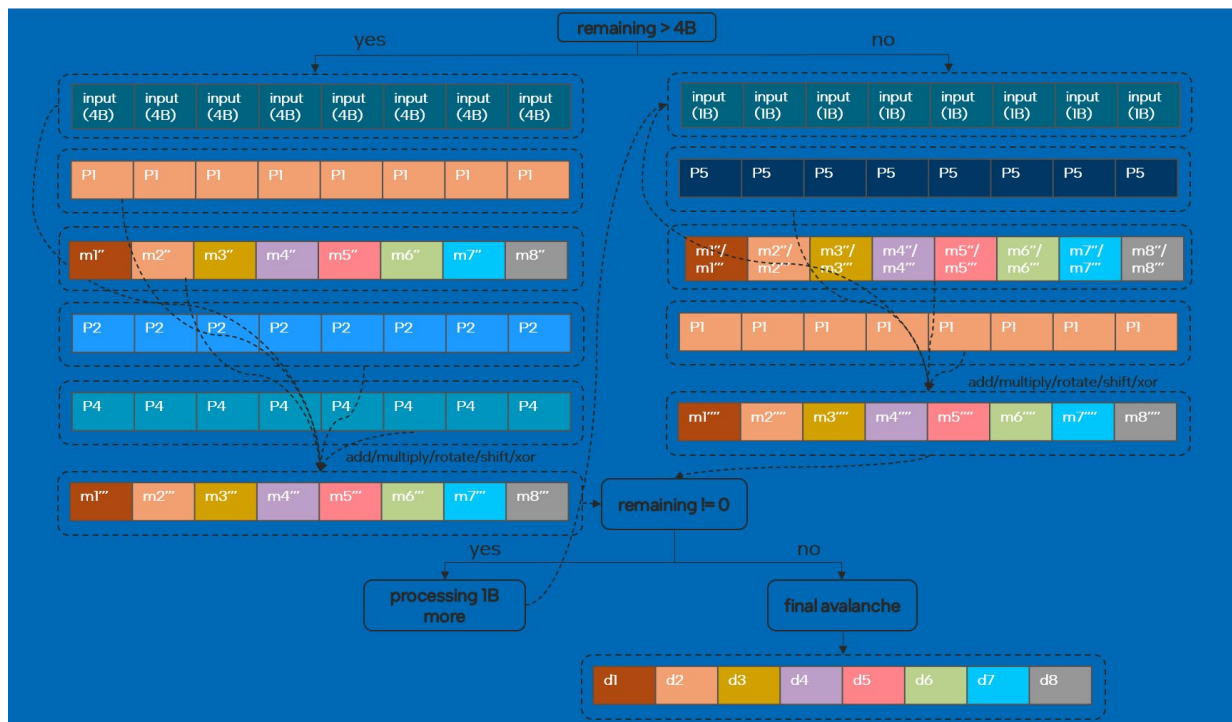 remaining > 4B
yes
no
input (4B) input (4B) input (4B) input (4B) input (4B) input (4B) input (4B) input (4B)
P1 P1 P1 P1 P1 P1 P1 P1
m1'' m2'' m3'' m4'' m5'' m6'' m7'' m8''
P2 P2 P2 P2 P2 P2 P2 P2
P4 P4 P4 P4 P4 P4 P4 P4
add/multiply/rotate/shift/xor
m1''' m2''' m3''' m4''' m5''' m6''' m7''' m8'''
input (1B) input (1B) input (1B) input (1B) input (1B) input (1B) input (1B) input (1B)
P5 P5 P5 P5 P5 P5 P5 P5
m1''/ m2''/ m3''/ m4''/ m5''/ m6''/ m7''/ m8''/
m1''' m2''' m3''' m4''' m5''' m6''' m7''' m8'''
P1 P1 P1 P1 P1 P1 P1 P1
add/multiply/rotate/shift/xor
m1'''' m2'''' m3'''' m4'''' m5'''' m6'''' m7'''' m8''''
remaining != 0
yes
no
processing 1B
more
final avalanche
d1 d2 d3 d4 d5 d6 d7 d8